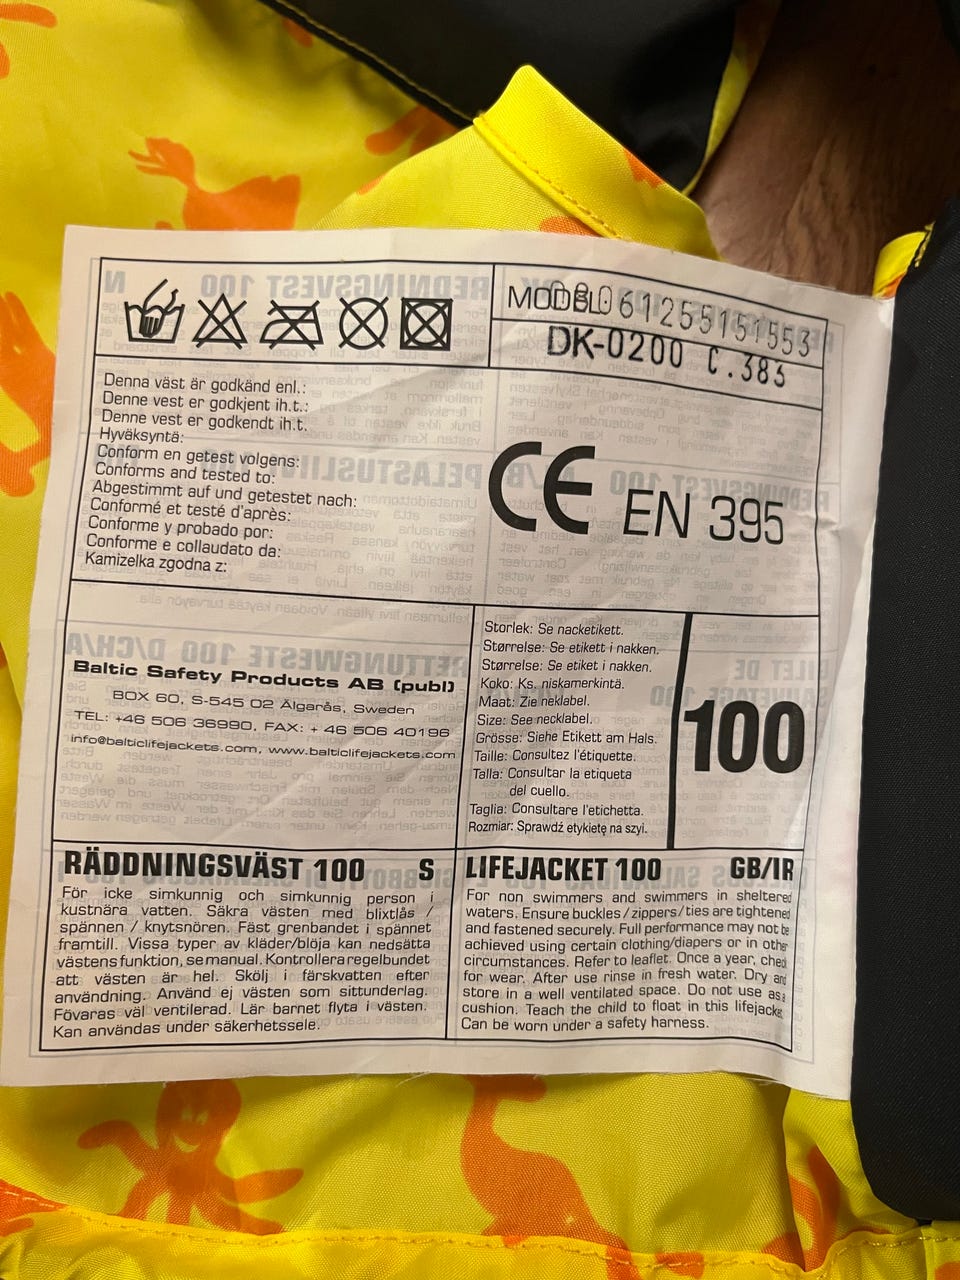 MODEL:
0806125515 1553
DK-0200 C.383
Denna väst är godkänd enl.:
Denne vest er godkjent ih.t.:
Denne vest er godkendt ih.t.
Hyväksyntä:
Conform en getest volgens:
Conforms and tested to:
Abgestimmt auf und getestet nach:
Conformé et testé d'après:
Conforme y probado por:
Conforme e collaudato da:
Kamizelka zgodna z:
CE EN 395
Baltic Safety Products AB (publ)
BOX 60, S-545 02 Älgarås, Sweden
TEL: +46 506 36990, FAX: + 46 506 40196
info@balticlifejackets.com, www.balticlifejackets.com
Storlek: Se nacketikett.
Størrelse: Se etikett i nakken.
Størrelse: Se etiket i nakken.
Koko: Ks. niskamerkintä.
Maat: Zie neklabel.
Size: See necklabel.
Grösse: Siehe Etikett am Hals.
Taille: Consultez l'étiquette.
Talla: Consultar la etiqueta
del cuello.
Taglia: Consultare l'etichetta.
Rozmiar: Sprawdź etykietę na szyi.
100
RÄDDNINGSVÄST 100 S
För icke simkunnig och simkunnig person i
kustnära vatten. Säkra västen med blixtlås /
spännen / knytsnören. Fäst grenbandet i spännet
framtill. Vissa typer av kläder/blöja kan nedsätta
västens funktion, se manual. Kontrollera regelbundet
att västen är hel. Skölj i färskvatten efter
användning. Använd ej västen som sittunderlag.
Förvaras väl ventilerad. Lär barnet flyta i västen.
Kan användas under säkerhetssele.
LIFEJACKET 100 GB/IR
For non swimmers and swimmers in sheltered
waters. Ensure buckles/zippers/ties are tightened
and fastened securely. Full performance may not be
achieved using certain clothing/diapers or in other
circumstances. Refer to leaflet. Once a year, check
for wear. After use rinse in fresh water. Dry and
store in a well ventilated space. Do not use as a
cushion. Teach the child to float in this lifejacket.
Can be worn under a safety harness.